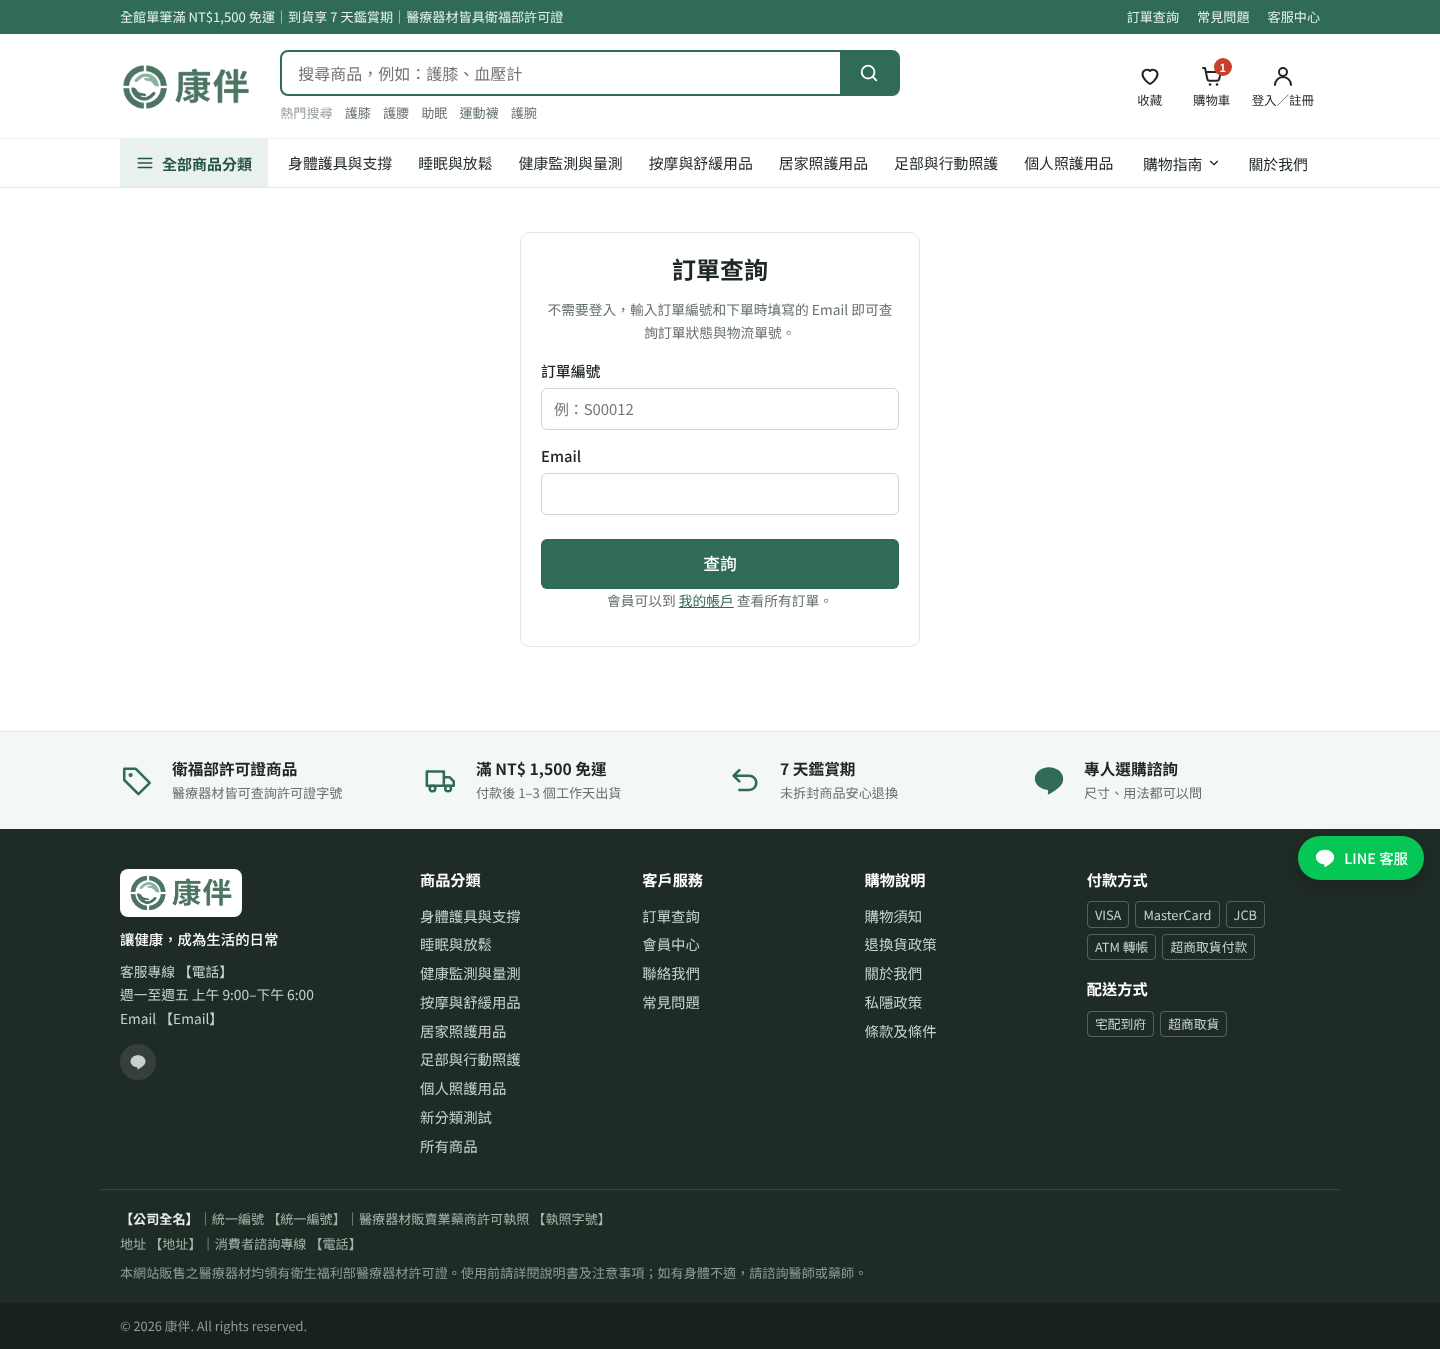 全館單筆滿 NT$1,500 免運｜到貨享 7 天鑑賞期｜醫療器材皆具衛福部許可證
訂單查詢 常見問題 客服中心
康伴
搜尋商品，例如：護膝、血壓計
熱門搜尋 護膝 護腰 助眠 運動襪 護腕
收藏
1
購物車
登入／註冊
全部商品分類 身體護具與支撐 睡眠與放鬆 健康監測與量測 按摩與舒緩用品 居家照護用品 足部與行動照護 個人照護用品 購物指南 關於我們
訂單查詢
不需要登入，輸入訂單編號和下單時填寫的 Email 即可查
詢訂單狀態與物流單號。
訂單編號
例：S00012
Email
查詢
會員可以到 我的帳戶 查看所有訂單。
衛福部許可證商品
醫療器材皆可查詢許可證字號
滿 NT$ 1,500 免運
付款後 1–3 個工作天出貨
7 天鑑賞期
未拆封商品安心退換
專人選購諮詢
尺寸、用法都可以問
LINE 客服
康伴
讓健康，成為生活的日常
客服專線 【電話】
週一至週五 上午 9:00–下午 6:00
Email 【Email】
商品分類
身體護具與支撐
睡眠與放鬆
健康監測與量測
按摩與舒緩用品
居家照護用品
足部與行動照護
個人照護用品
新分類測試
所有商品
客戶服務
訂單查詢
會員中心
聯絡我們
常見問題
購物說明
購物須知
退換貨政策
關於我們
私隱政策
條款及條件
付款方式
VISA MasterCard JCB
ATM 轉帳 超商取貨付款
配送方式
宅配到府 超商取貨
【公司全名】｜統一編號 【統一編號】｜醫療器材販賣業藥商許可執照 【執照字號】
地址 【地址】｜消費者諮詢專線 【電話】
本網站販售之醫療器材均領有衛生福利部醫療器材許可證。使用前請詳閱說明書及注意事項；如有身體不適，請諮詢醫師或藥師。
© 2026 康伴. All rights reserved.